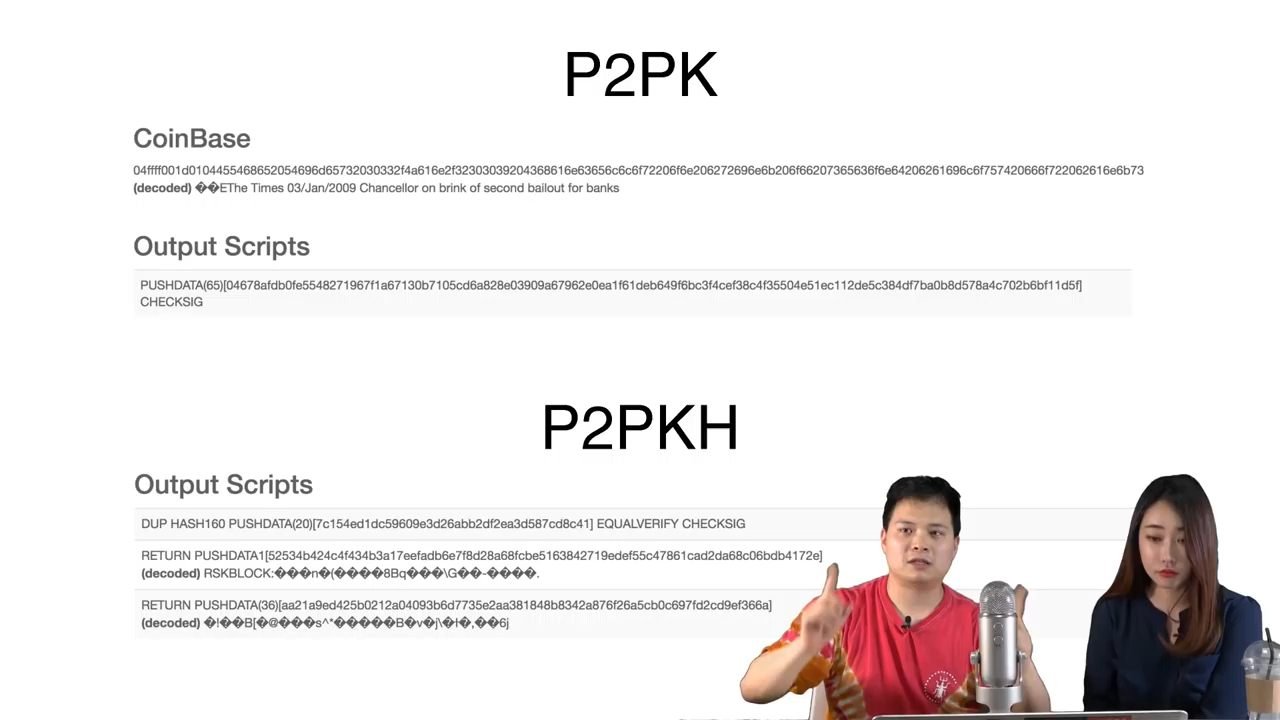 P2PK
CoinBase
04ffff001d0104455468652054696d65732030332f4a616e2f32303039204368616e63656c6c6f72206f6e206272696e6b206f66207365636f6e64206261696c6f757420666f722062616e6b73
(decoded) ��EThe Times 03/Jan/2009 Chancellor on brink of second bailout for banks
Output Scripts
PUSHDATA(65)[04678afdb0fe5548271967f1a67130b7105cd6a828e03909a67962e0ea1f61deb649f6bc3f4cef38c4f35504e51ec112de5c384df7ba0b8d578a4c702b6bf11d5f]
CHECKSIG
P2PKH
Output Scripts
DUP HASH160 PUSHDATA(20)[7c154ed1dc59609e3d26abb2df2ea3d587cd8c41] EQUALVERIFY CHECKSIG
RETURN PUSHDATA1[52534b424c4f434b3a17eefadb6e7f8d28a68fcbe5163842719edef55c47861cad2da68c06bdb4172e]
(decoded) RSKBLOCK:���n�(����8Bq���\G��-����.
RETURN PUSHDATA(36)[aa21a9ed425b0212a04093b6d7735e2aa381848b8342a876f26a5cb0c697fd2cd9ef366a]
(decoded) �!��B[�@���s^*�����B�v�j\�ƚ�,��6j